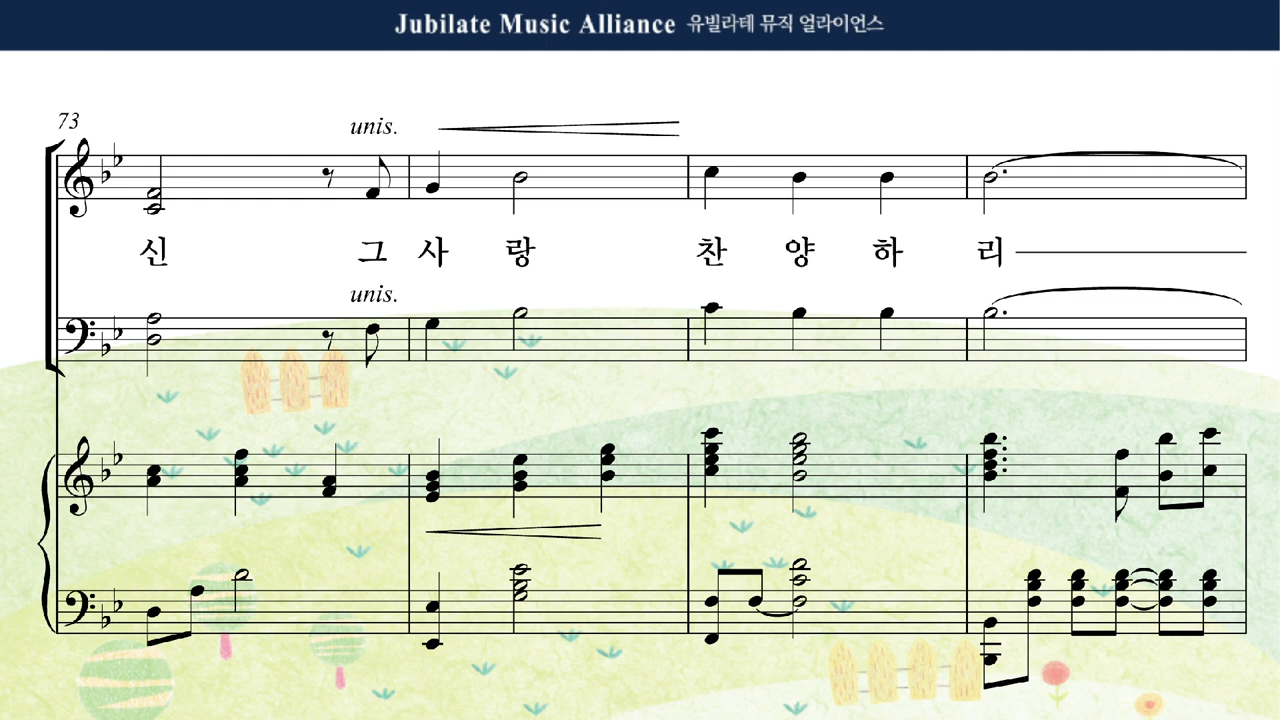 Jubilate Music Alliance 유빌라테 뮤직 얼라이언스
73
unis.
신 그 사 랑 찬 양 하 리
unis.